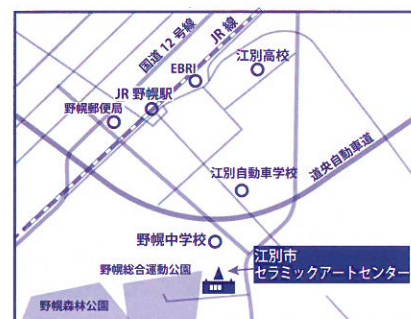 国道12号線
JR線
EBRI
江別高校
JR 野幌駅
野幌郵便局
道央自動車道
江別自動車学校
野幌中学校
江別市
セラミックアートセンター
野幌総合運動公園
野幌森林公園